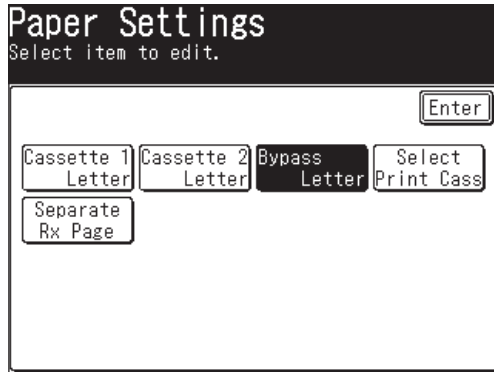 Paper Settings
Select item to edit.
Enter
Cassette 1 Cassette 2 Bypass Select
Letter Letter Letter Print Cass
Separate
Rx Page